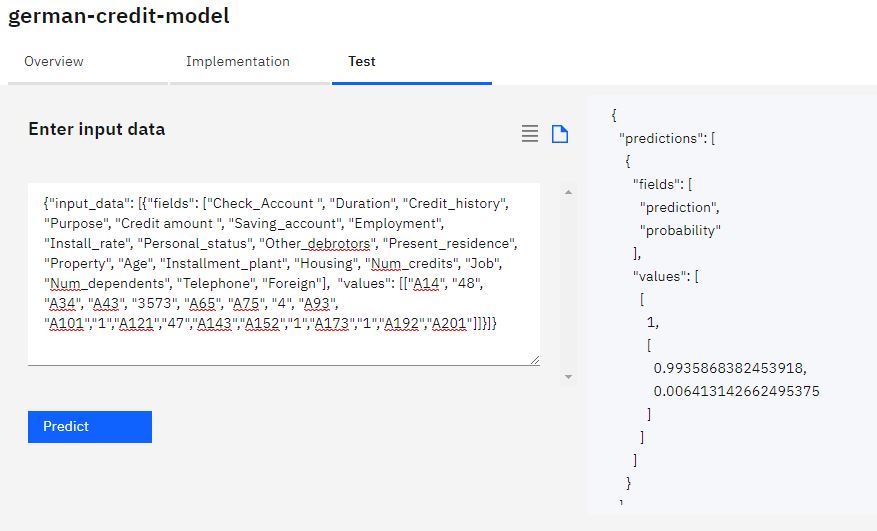 german-credit-model
Overview
Implementation
Test
Enter input data
{"input_data": [{"fields": ["Check_Account ", "Duration", "Credit_history",
"Purpose", "Credit amount ", "Saving_account", "Employment",
"Install_rate", "Personal_status", "Other_debrotors", "Present_residence",
"Property", "Age", "Installment_plant", "Housing", "Num_credits", "Job",
"Num_dependents", "Telephone", "Foreign"],  "values": [["A14", "48",
"A34", "A43", "3573", "A65", "A75", "4", "A93",
"A101","1","A121","47","A143","A152","1","A173","1","A192","A201"]]}]}
Predict
{
"predictions": [
{
"fields": [
"prediction",
"probability"
],
"values": [
[
1,
[
0.9935868382453918,
0.006413142662495375
]
]
]
}
]